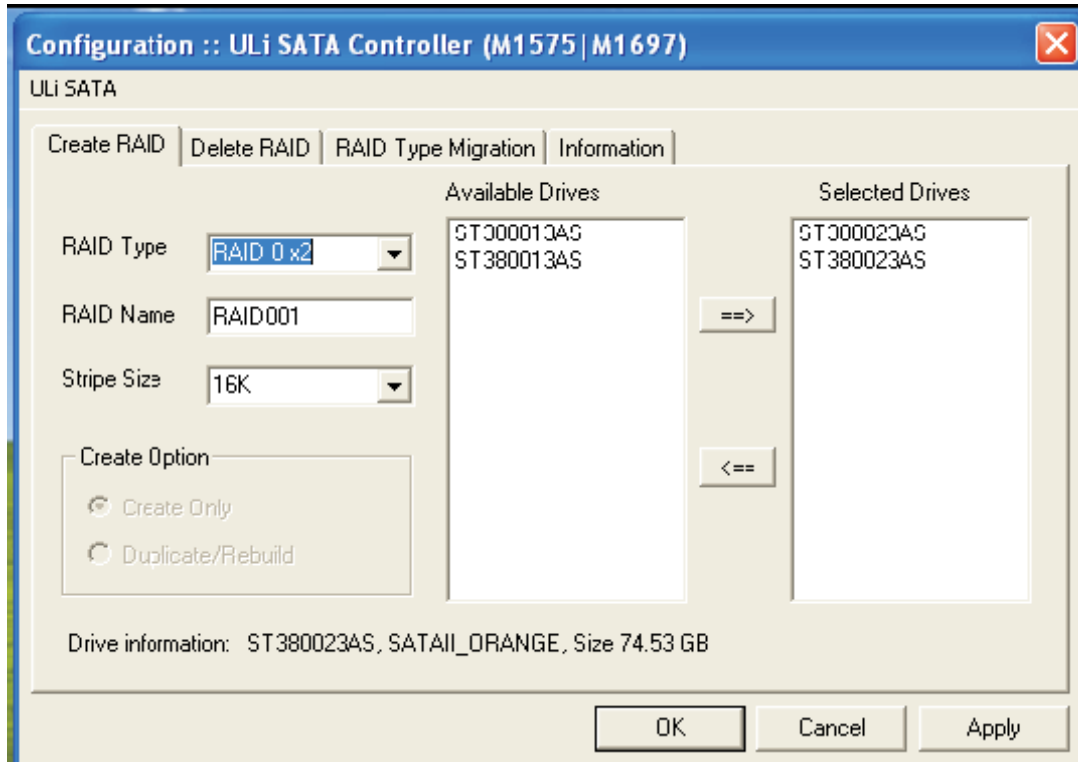 Configuration :: ULi SATA Controller (M1575|M1697)
ULi SATA
Create RAID
Delete RAID
RAID Type Migration
Information
Available Drives
Selected Drives
RAID Type
RAID 0 x2
RAID Name
RAID001
Stripe Size
16K
ST380013AS
==>
<==
ST380023AS
Create Option
Create Only
Duplicate/Rebuild
Drive information: ST380023AS, SATAII_ORANGE, Size 74.53 GB
OK
Cancel
Apply